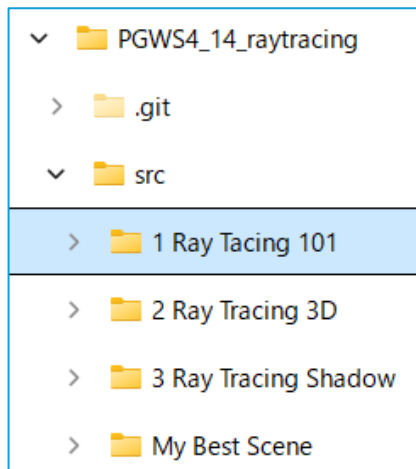 PGWS4_14_raytracing
.git
src
1 Ray Tacing 101
2 Ray Tracing 3D
3 Ray Tracing Shadow
My Best Scene